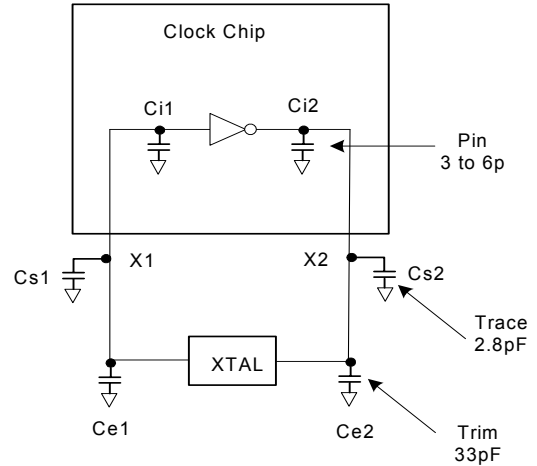 Clock Chip
Ci1
Ci2
Pin
3 to 6p
Cs1
X1
X2
Cs2
Trace
2.8pF
XTAL
Ce1
Ce2
Trim
33pF